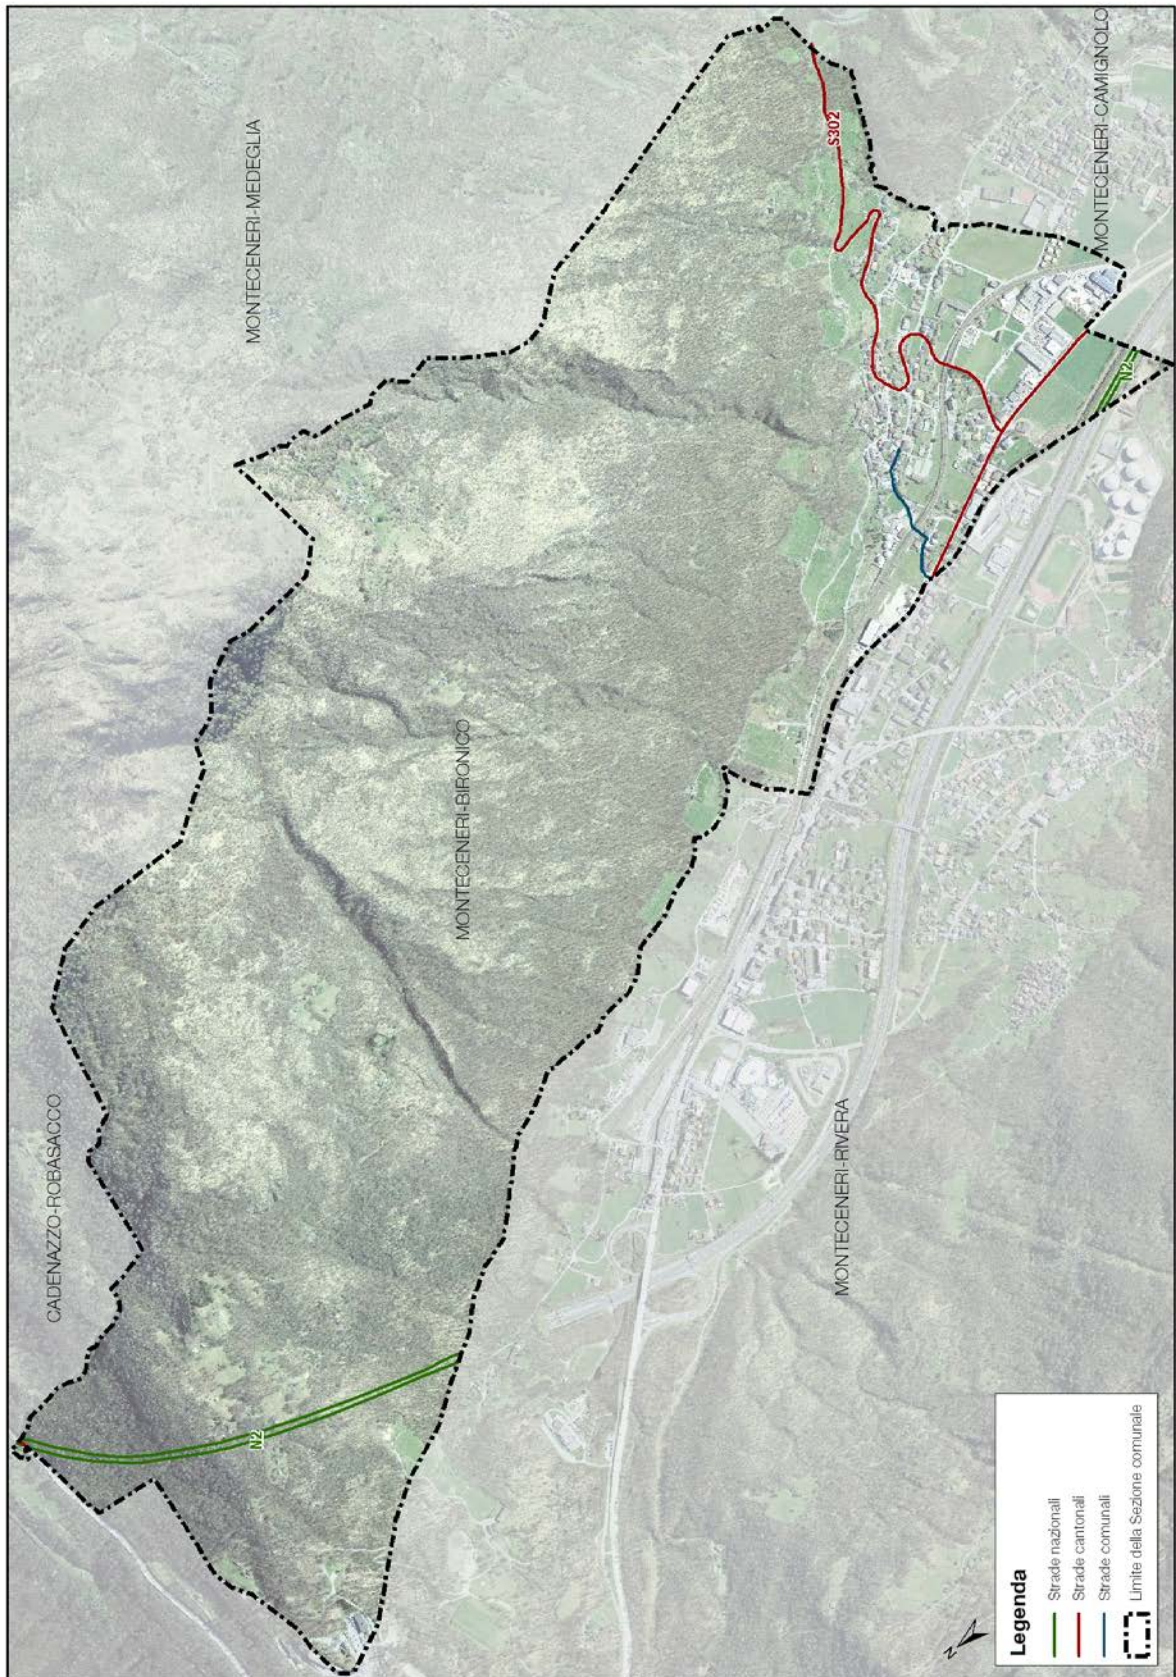 CADENAZZO-ROBASACCO
MONTECENERI-MEDEGLIA
N2
MONTECENERI-BIRONICO
S302
MONTECENERI-RIVERA
N2
MONTECENERI-CAMIGNOLO
N
Legenda
Strade nazionali
Strade cantonali
Strade comunali
Limite della Sezione comunale